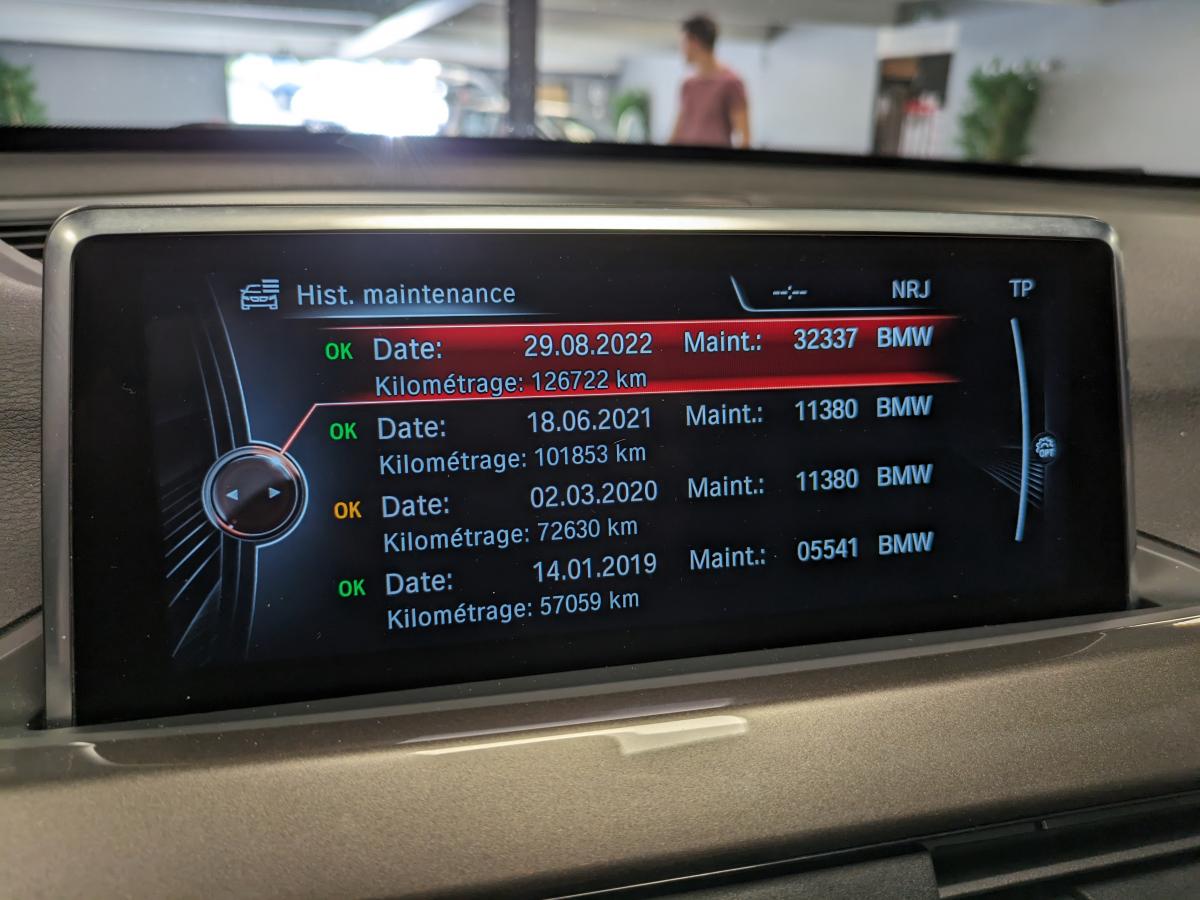 Hist. maintenance --:-- NRJ TP
OK Date: 29.08.2022 Maint.: 32337 BMW
Kilométrage: 126722 km
OK Date: 18.06.2021 Maint.: 11380 BMW
Kilométrage: 101853 km
OK Date: 02.03.2020 Maint.: 11380 BMW
Kilométrage: 72630 km
OK Date: 14.01.2019 Maint.: 05541 BMW
Kilométrage: 57059 km
OPT